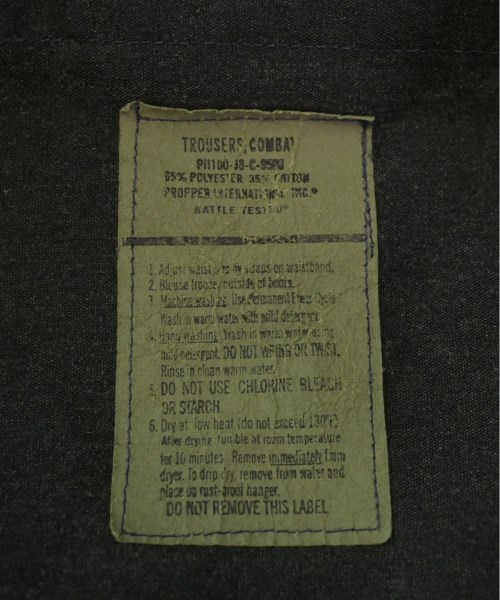 TROUSERS, COMBAT
65% POLYESTER 35% COTTON
PROPPER INTERNATIONAL INC.®
BATTLE TESTED®
1. Adjust waist size by straps on waistband.
2. Blouse trouser outside of boots.
3. Machine washing. Use Permanent Press Cycle.
Wash in warm water with mild detergent.
4. Hand washing. Wash in warm water using
mild detergent. DO NOT WRING OR TWIST.
Rinse in clean warm water.
5. DO NOT USE CHLORINE BLEACH
OR STARCH.
6. Dry at low heat (do not exceed 130°F)
After drying, tumble at room temperature
for 10 minutes. Remove immediately from
dryer. To drip dry, remove from water and
place on rust-proof hanger.
DO NOT REMOVE THIS LABEL